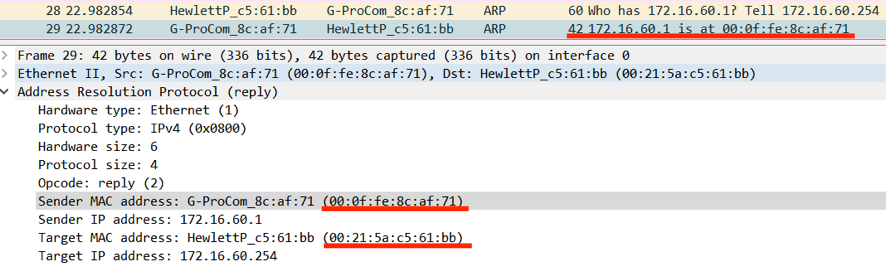 28 22.982854 HewlettP_c5:61:bb G-ProCom_8c:af:71 ARP 60 Who has 172.16.60.1? Tell 172.16.60.254
29 22.982872 G-ProCom_8c:af:71 HewlettP_c5:61:bb ARP 42 172.16.60.1 is at 00:0f:fe:8c:af:71
Frame 29: 42 bytes on wire (336 bits), 42 bytes captured (336 bits) on interface 0
Ethernet II, Src: G-ProCom_8c:af:71 (00:0f:fe:8c:af:71), Dst: HewlettP_c5:61:bb (00:21:5a:c5:61:bb)
Address Resolution Protocol (reply)
Hardware type: Ethernet (1)
Protocol type: IPv4 (0x0800)
Hardware size: 6
Protocol size: 4
Opcode: reply (2)
Sender MAC address: G-ProCom_8c:af:71 (00:0f:fe:8c:af:71)
Sender IP address: 172.16.60.1
Target MAC address: HewlettP_c5:61:bb (00:21:5a:c5:61:bb)
Target IP address: 172.16.60.254